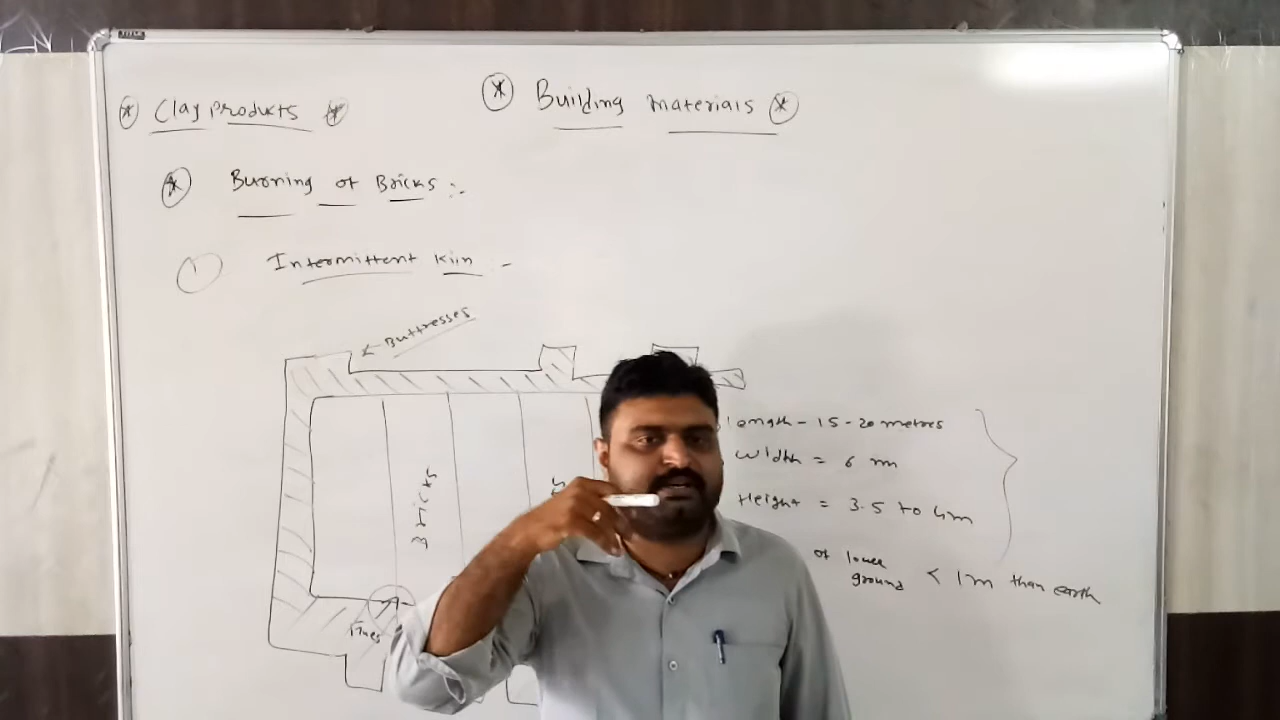 * Building Materials *
* Clay Products *
* Burning of Bricks :-
1 Intermittent Kiln -
← Buttresses
Bricks
Flues
Length - 15 - 20 metres
Width = 6 m
Height = 3.5 to 4m
of lower ground < 1m than earth